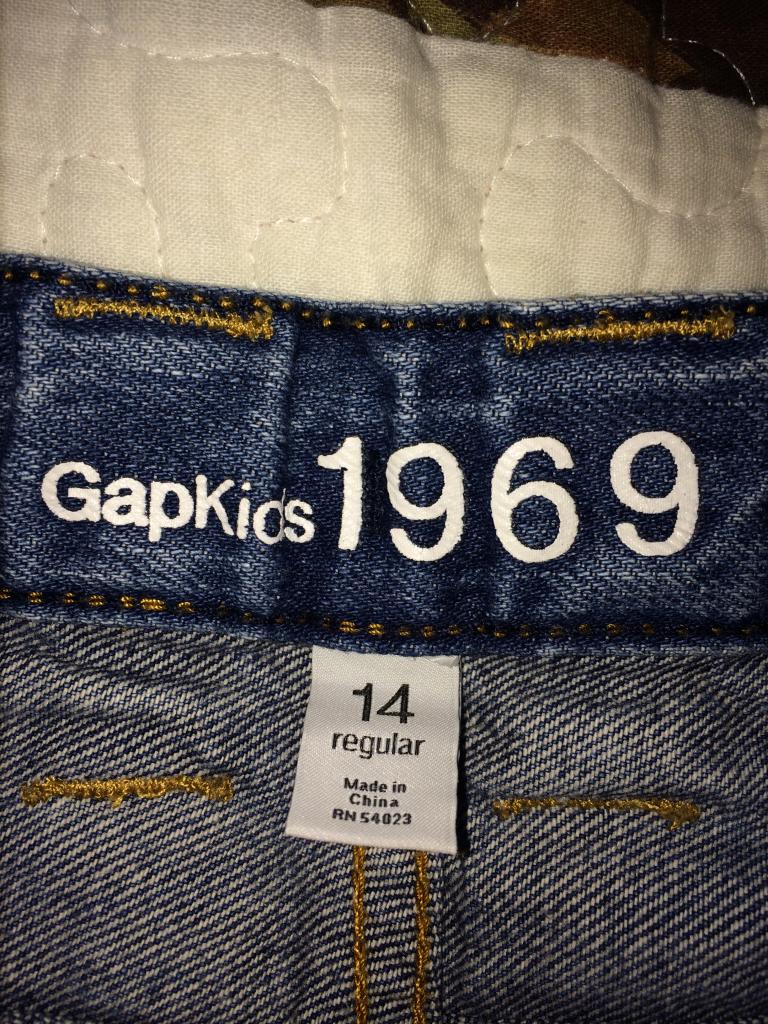 GapKids 1969
14
regular
Made in
China
RN 54023